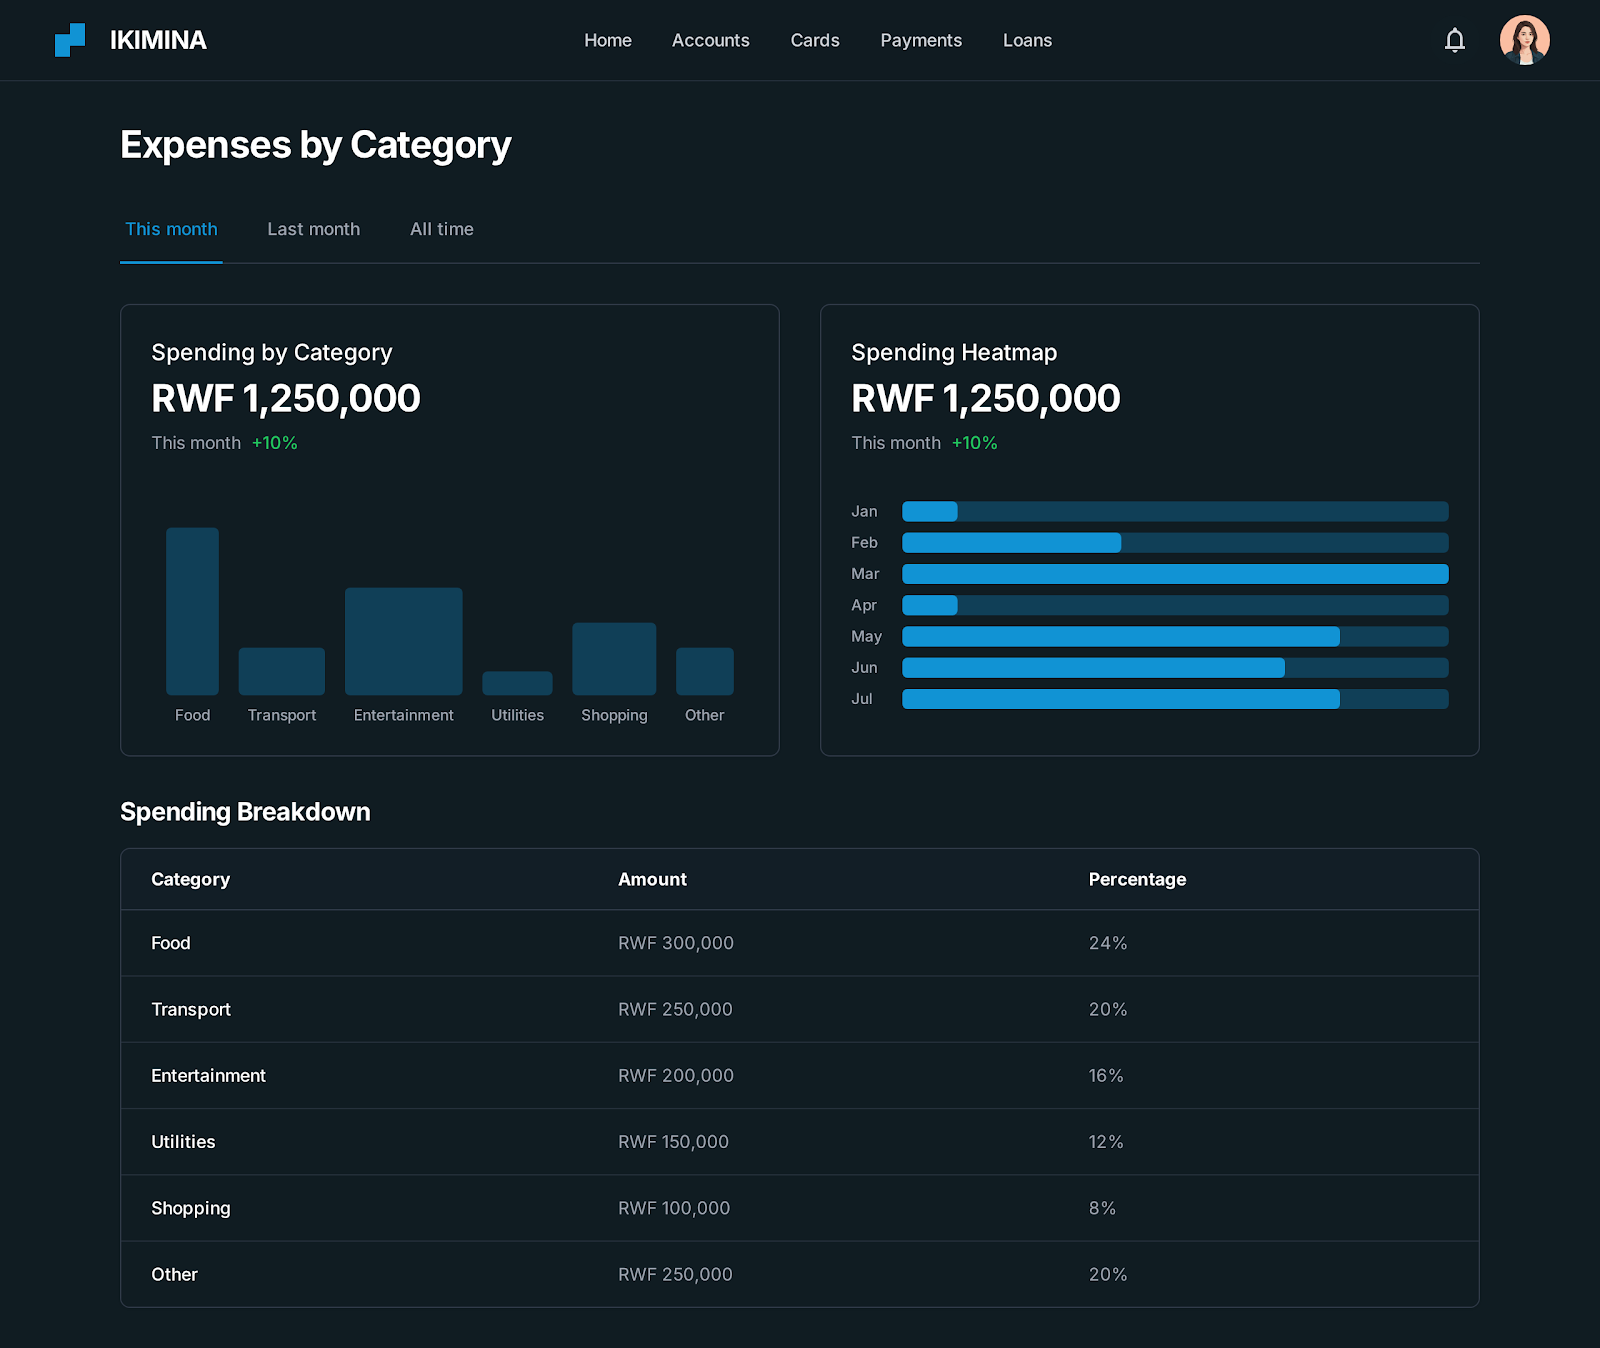 IKIMINA
Home Accounts Cards Payments Loans
Expenses by Category
This month Last month All time
Spending by Category
RWF 1,250,000
This month +10%
Food Transport Entertainment Utilities Shopping Other
Spending Heatmap
RWF 1,250,000
This month +10%
Jan
Feb
Mar
Apr
May
Jun
Jul
Spending Breakdown
Category Amount Percentage
Food RWF 300,000 24%
Transport RWF 250,000 20%
Entertainment RWF 200,000 16%
Utilities RWF 150,000 12%
Shopping RWF 100,000 8%
Other RWF 250,000 20%